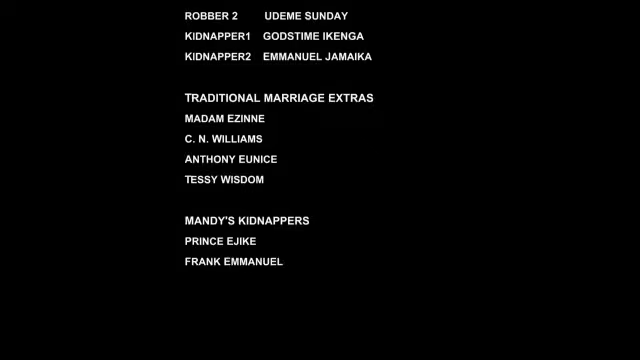 ROBBER 2 UDEME SUNDAY
KIDNAPPER1 GODSTIME IKENGA
KIDNAPPER2 EMMANUEL JAMAIKA
TRADITIONAL MARRIAGE EXTRAS
MADAM EZINNE
C. N. WILLIAMS
ANTHONY EUNICE
TESSY WISDOM
MANDY'S KIDNAPPERS
PRINCE EJIKE
FRANK EMMANUEL